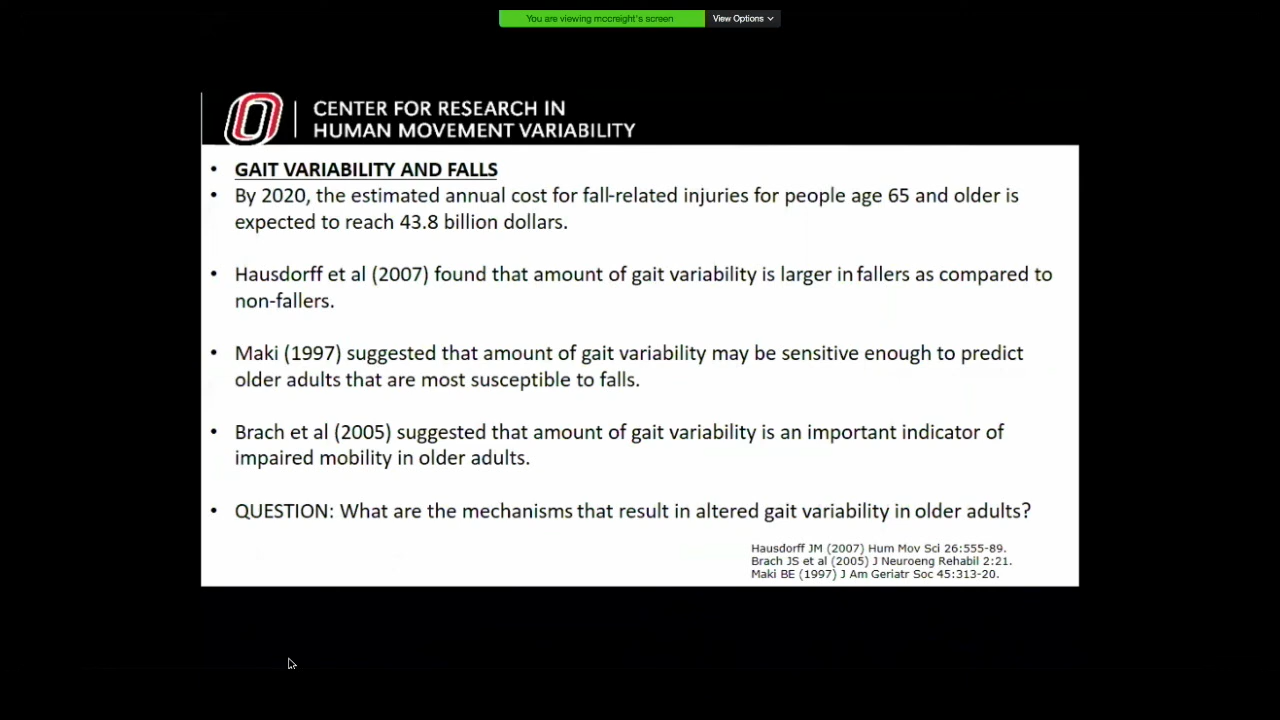 You are viewing mccreight's screen View Options
CENTER FOR RESEARCH IN
HUMAN MOVEMENT VARIABILITY
• GAIT VARIABILITY AND FALLS
• By 2020, the estimated annual cost for fall-related injuries for people age 65 and older is
expected to reach 43.8 billion dollars.
• Hausdorff et al (2007) found that amount of gait variability is larger in fallers as compared to
non-fallers.
• Maki (1997) suggested that amount of gait variability may be sensitive enough to predict
older adults that are most susceptible to falls.
• Brach et al (2005) suggested that amount of gait variability is an important indicator of
impaired mobility in older adults.
• QUESTION: What are the mechanisms that result in altered gait variability in older adults?
Hausdorff JM (2007) Hum Mov Sci 26:555-89.
Brach JS et al (2005) J Neuroeng Rehabil 2:21.
Maki BE (1997) J Am Geriatr Soc 45:313-20.